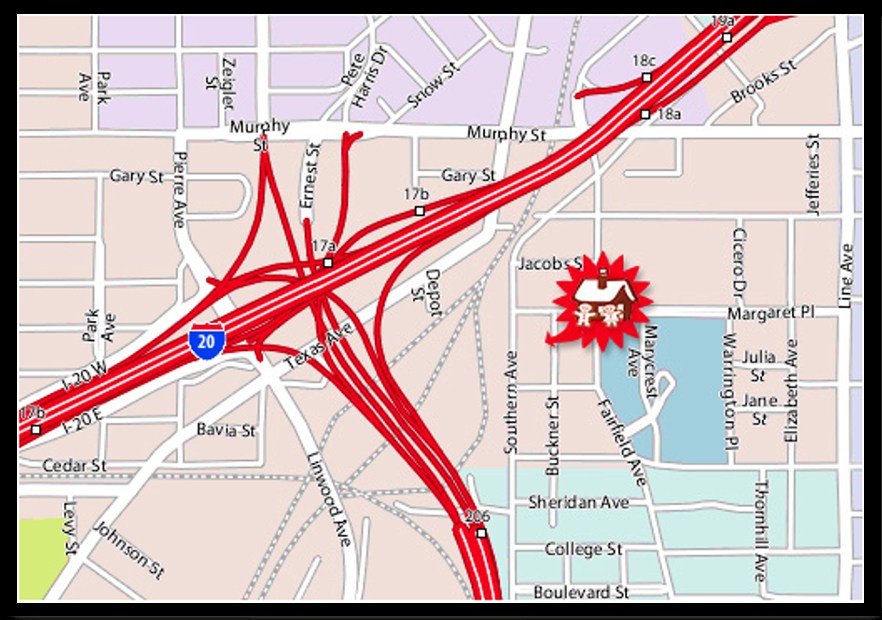 19a
18c
Park
Ave
Zeigler
St
Pete
Harris Dr
Snow St
Brooks St
18a
Murphy
St
Murphy St
Pierre Ave
Ernest St
Jefferies St
Gary St
Gary St
17b
17a
Jacobs S
Depot
St
Cicero Dr
Line Ave
Park
Ave
20
Texas Ave
Margaret Pl
Marycrest
Ave
Warrington Pl
Julia
St
Elizabeth Ave
I-20 W
Southern Ave
Jane
St
17b
I-20 E
Buckner St
Fairfield Ave
Bavia St
Cedar St
Linwood Ave
Levy St
Johnson St
206
Sheridan Ave
Thornhill Ave
College St
Boulevard St